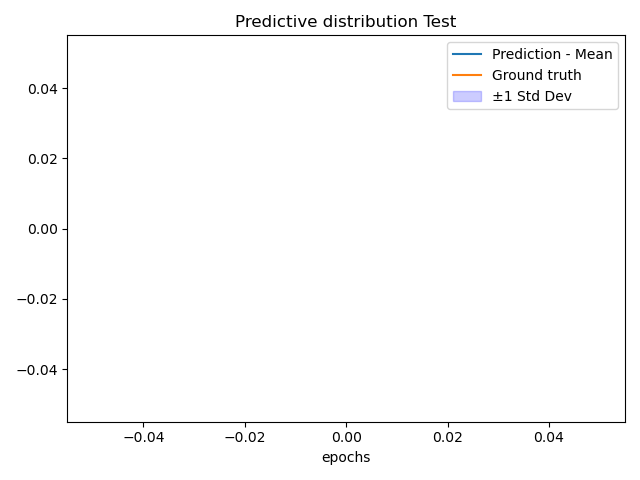 Predictive distribution Test
Prediction - Mean
Ground truth
±1 Std Dev
0.04
0.02
0.00
−0.02
−0.04
−0.04 −0.02 0.00 0.02 0.04
epochs